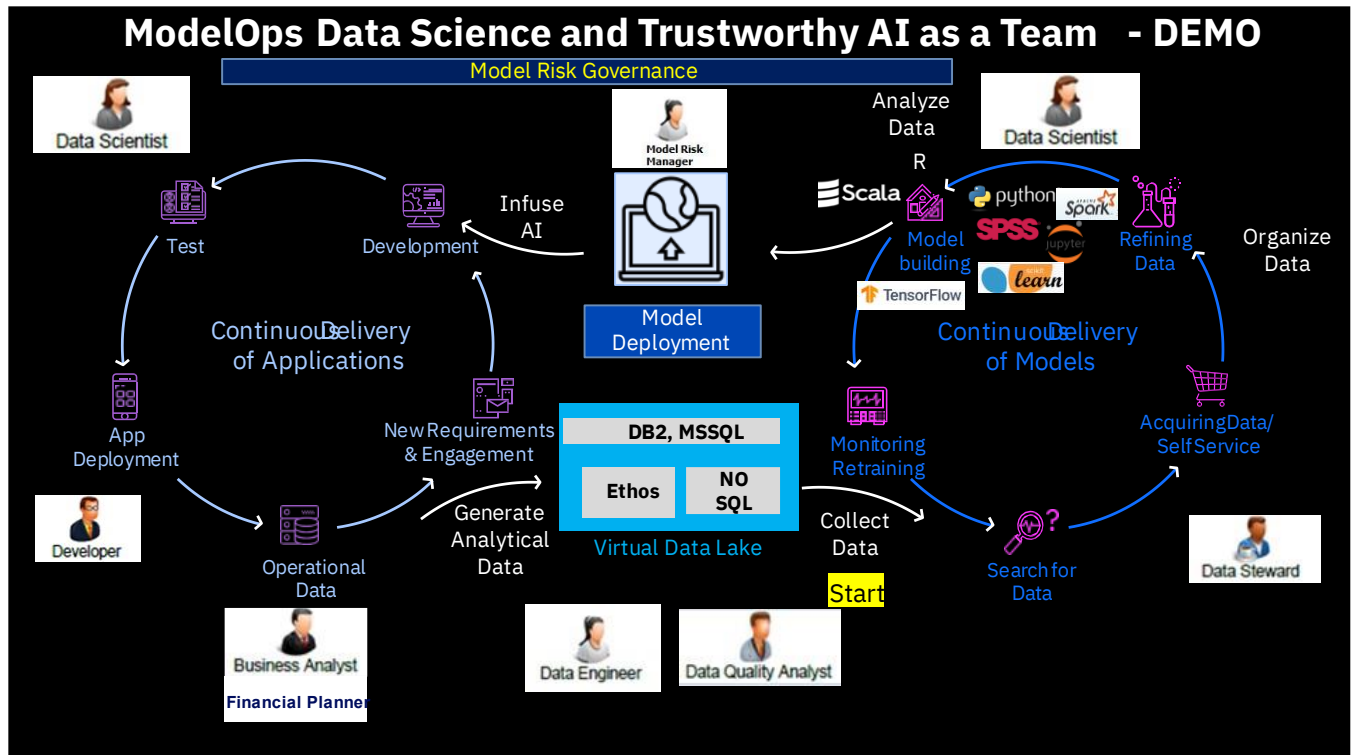 ModelOps Data Science and Trustworthy AI as a Team - DEMO
Model Risk Governance
Data Scientist
Model Risk
Manager
Analyze
Data
Data Scientist
R
Scala
python
APACHE
Spark
SPSS
jupyter
scikit
learn
TensorFlow
Model
building
Refining
Data
Organize
Data
Infuse
AI
Test
Development
Model
Deployment
Continuous Delivery
of Applications
Continuous Delivery
of Models
App
Deployment
New Requirements
& Engagement
DB2, MSSQL
Ethos
NO
SQL
Virtual Data Lake
Monitoring
Retraining
Acquiring Data/
Self Service
Developer
Operational
Data
Generate
Analytical
Data
Collect
Data
Start
?
Search for
Data
Data Steward
Business Analyst
Financial Planner
Data Engineer
Data Quality Analyst